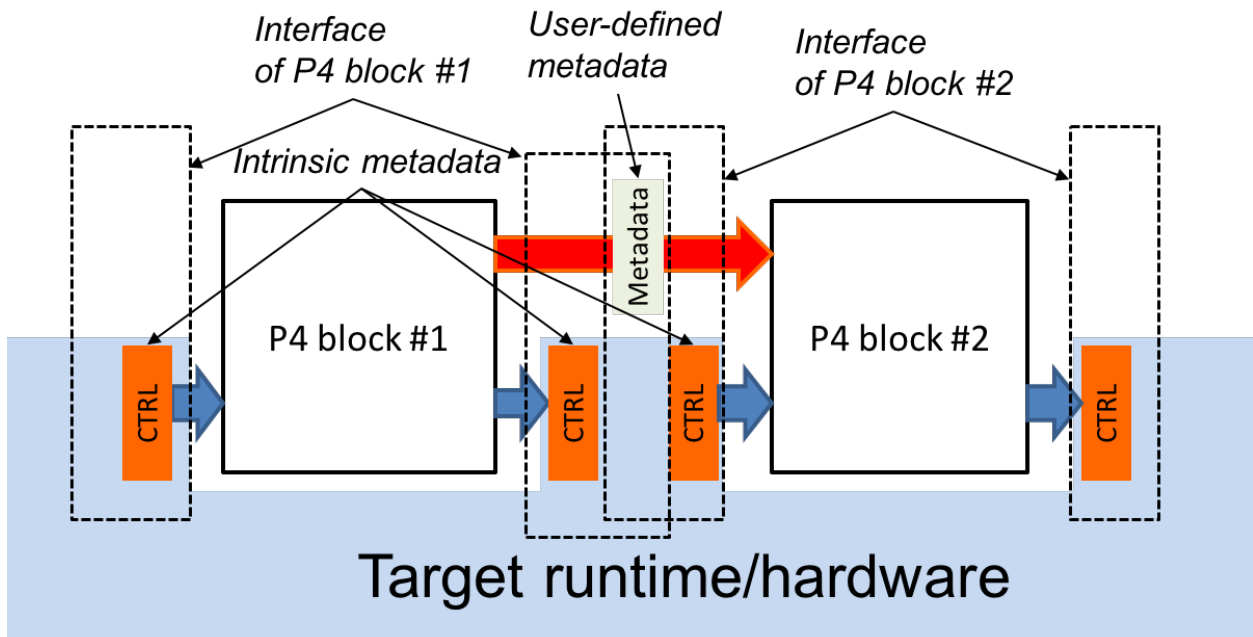 Interface
of P4 block #1
User-defined
metadata
Interface
of P4 block #2
Intrinsic metadata
Metadata
P4 block #1
P4 block #2
CTRL
CTRL
CTRL
CTRL
Target runtime/hardware